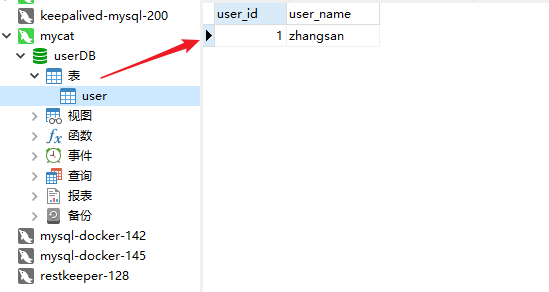 keepalived-mysql-200
mycat
userDB
表
user
视图
fx 函数
事件
查询
报表
备份
mysql-docker-142
mysql-docker-145
restkeeper-128
user_id user_name
1 zhangsan